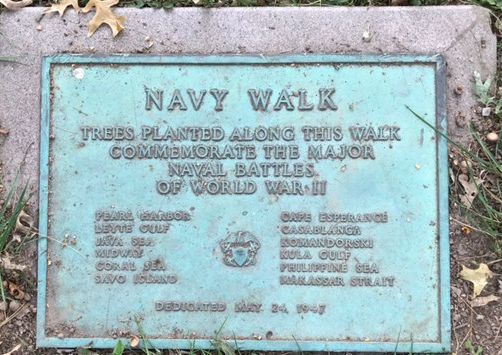 NAVY WALK
TREES PLANTED ALONG THIS WALK
COMMEMORATE THE MAJOR
NAVAL BATTLES
OF WORLD WAR II
PEARL HARBOR
LEYTE GULF
JAVA SEA
MIDWAY
CORAL SEA
SAVO ISLAND
CAPE ESPERANCE
CASABLANCA
KOMANDORSKI
KULA GULF
PHILIPPINE SEA
MAKASSAR STRAIT
DEDICATED MAY 24, 1947